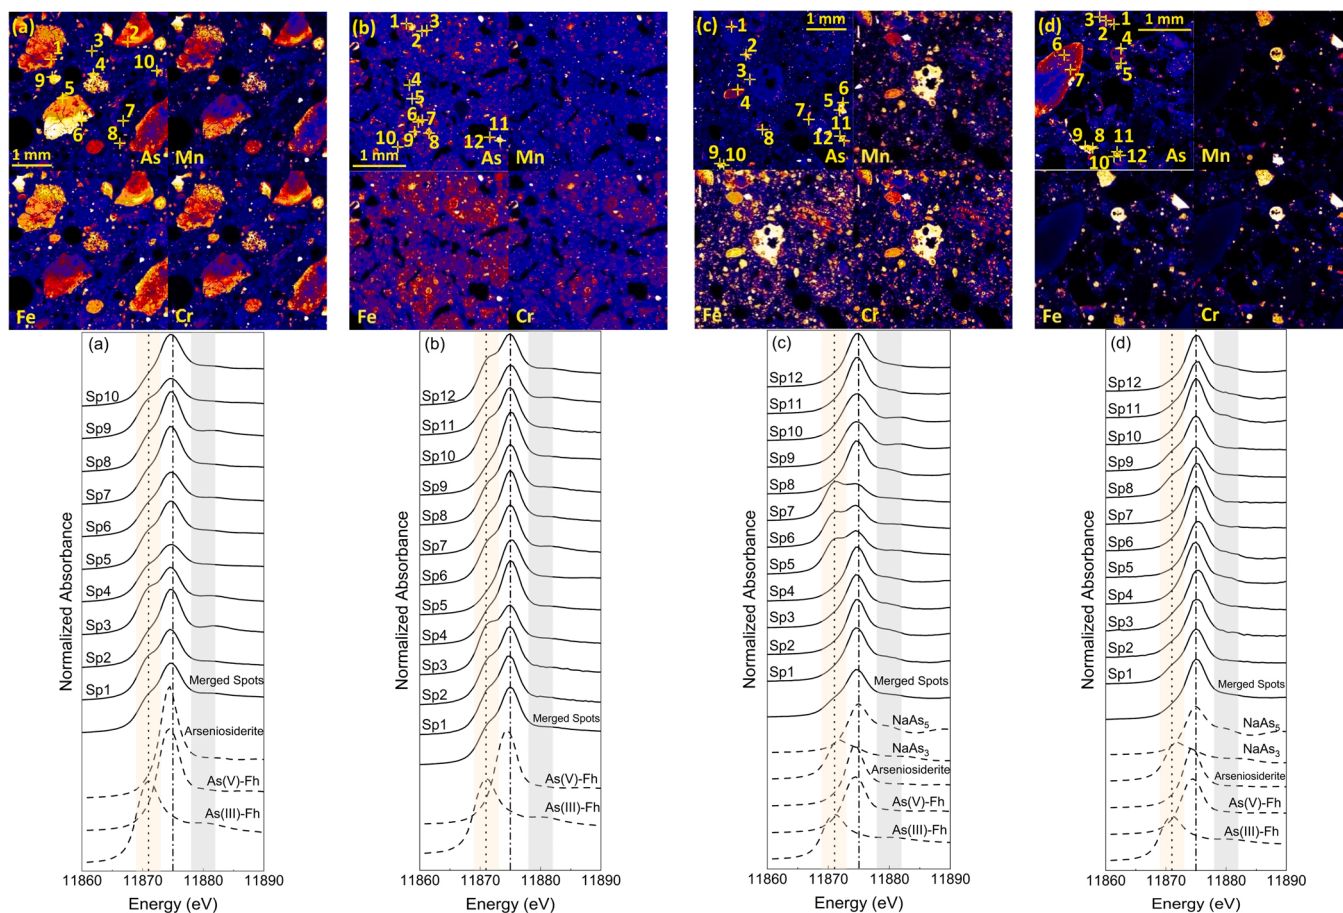 (a)
1
2
3
4
10
9
5
6
7
8
1 mm
As
Mn
Fe
Cr
(b)
1
3
2
4
5
6
7
10
9
8
12
11
1 mm
As
Mn
Fe
Cr
(c)
1
1 mm
2
3
4
6
5
7
11
8
12
9
10
As
Mn
Fe
Cr
(d)
3
1
2
1 mm
4
6
5
7
9
8
11
10
12
As
Mn
Fe
Cr
(a)
Sp10
Sp9
Sp8
Sp7
Sp6
Sp5
Sp4
Sp3
Sp2
Sp1
Merged Spots
Arseniosiderite
As(V)-Fh
As(III)-Fh
Normalized Absorbance
11860
11870
11880
11890
Energy (eV)
(b)
Sp12
Sp11
Sp10
Sp9
Sp8
Sp7
Sp6
Sp5
Sp4
Sp3
Sp2
Sp1
Merged Spots
As(V)-Fh
As(III)-Fh
Normalized Absorbance
11860
11870
11880
11890
Energy (eV)
(c)
Sp12
Sp11
Sp10
Sp9
Sp8
Sp7
Sp6
Sp5
Sp4
Sp3
Sp2
Sp1
Merged Spots
NaAs5
NaAs3
Arseniosiderite
As(V)-Fh
As(III)-Fh
Normalized Absorbance
11860
11870
11880
11890
Energy (eV)
(d)
Sp12
Sp11
Sp10
Sp9
Sp8
Sp7
Sp6
Sp5
Sp4
Sp3
Sp2
Sp1
Merged Spots
NaAs5
NaAs3
Arseniosiderite
As(V)-Fh
As(III)-Fh
Normalized Absorbance
11860
11870
11880
11890
Energy (eV)